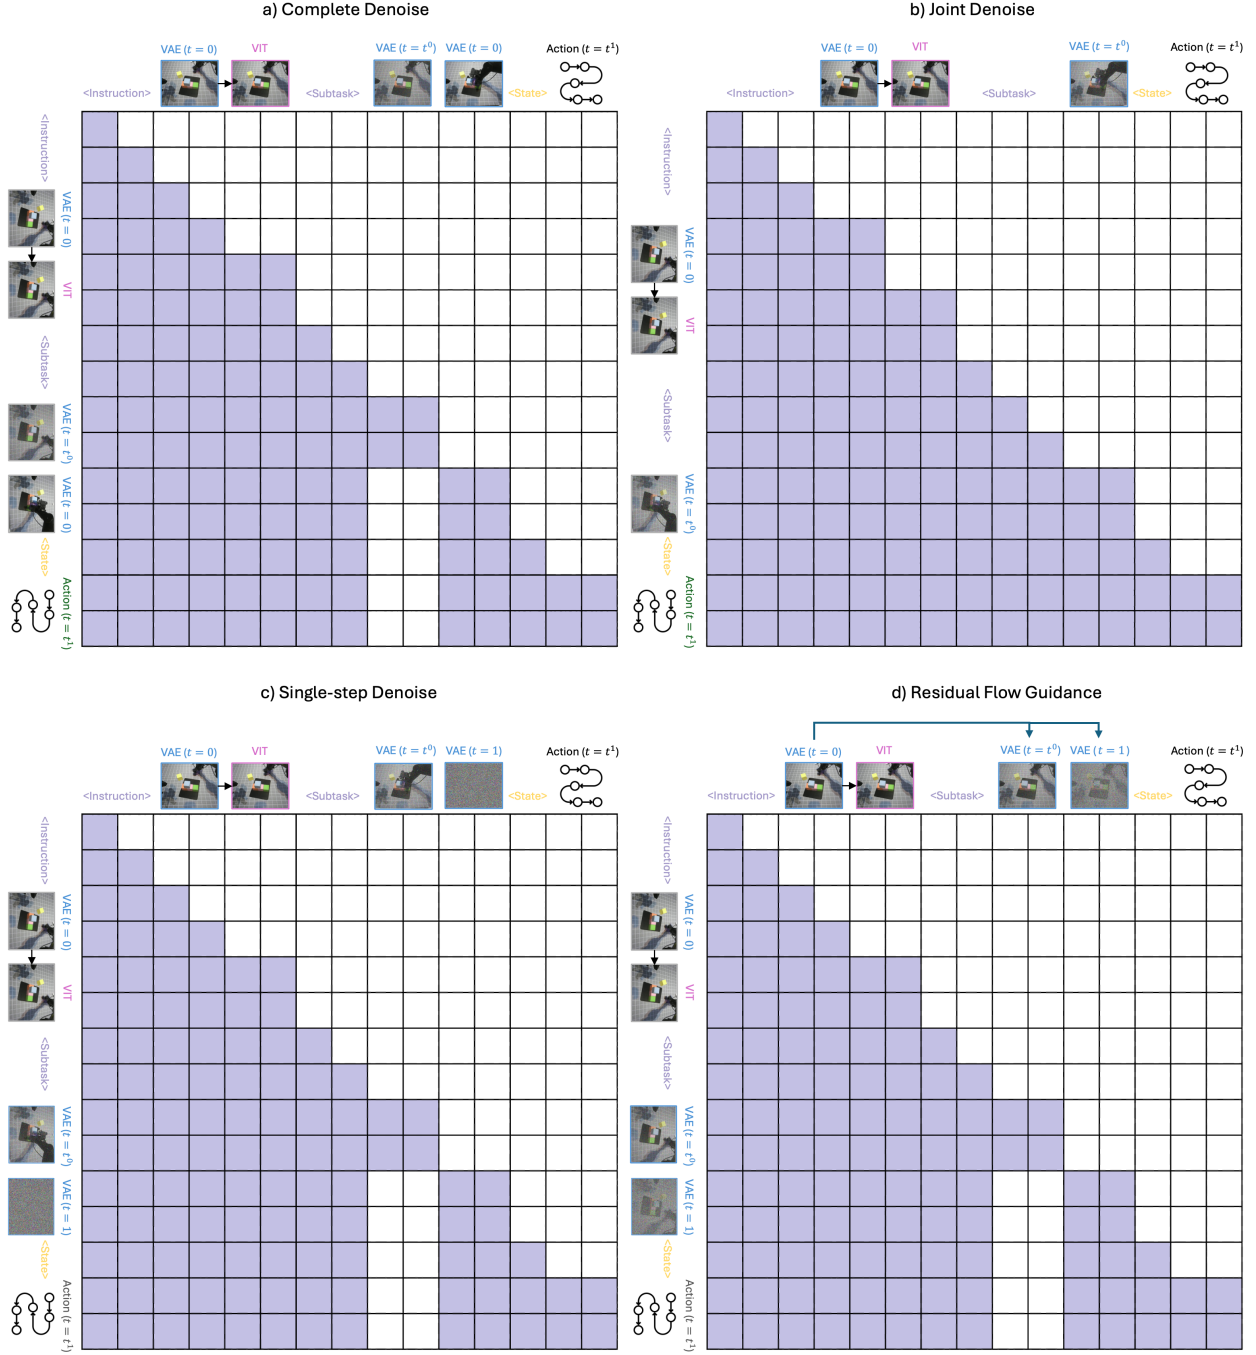 a) Complete Denoise
VAE (t = 0)
VIT
VAE (t = t⁰)
VAE (t = 0)
Action (t = t¹)
<Instruction>
<Subtask>
<State>
<Instruction>
VAE (t = 0)
VIT
<Subtask>
VAE (t = t⁰)
VAE (t = 0)
<State>
Action (t = t¹)
b) Joint Denoise
VAE (t = 0)
VIT
VAE (t = t⁰)
Action (t = t¹)
<Instruction>
<Subtask>
<State>
<Instruction>
VAE (t = 0)
VIT
<Subtask>
VAE (t = t⁰)
<State>
Action (t = t¹)
c) Single-step Denoise
VAE (t = 0)
VIT
VAE (t = t⁰)
VAE (t = 1)
Action (t = t¹)
<Instruction>
<Subtask>
<State>
<Instruction>
VAE (t = 0)
VIT
<Subtask>
VAE (t = t⁰)
VAE (t = 1)
<State>
Action (t = t¹)
d) Residual Flow Guidance
VAE (t = 0)
VIT
VAE (t = t⁰)
VAE (t = 1)
Action (t = t¹)
<Instruction>
<Subtask>
<State>
<Instruction>
VAE (t = 0)
VIT
<Subtask>
VAE (t = t⁰)
VAE (t = 1)
<State>
Action (t = t¹)